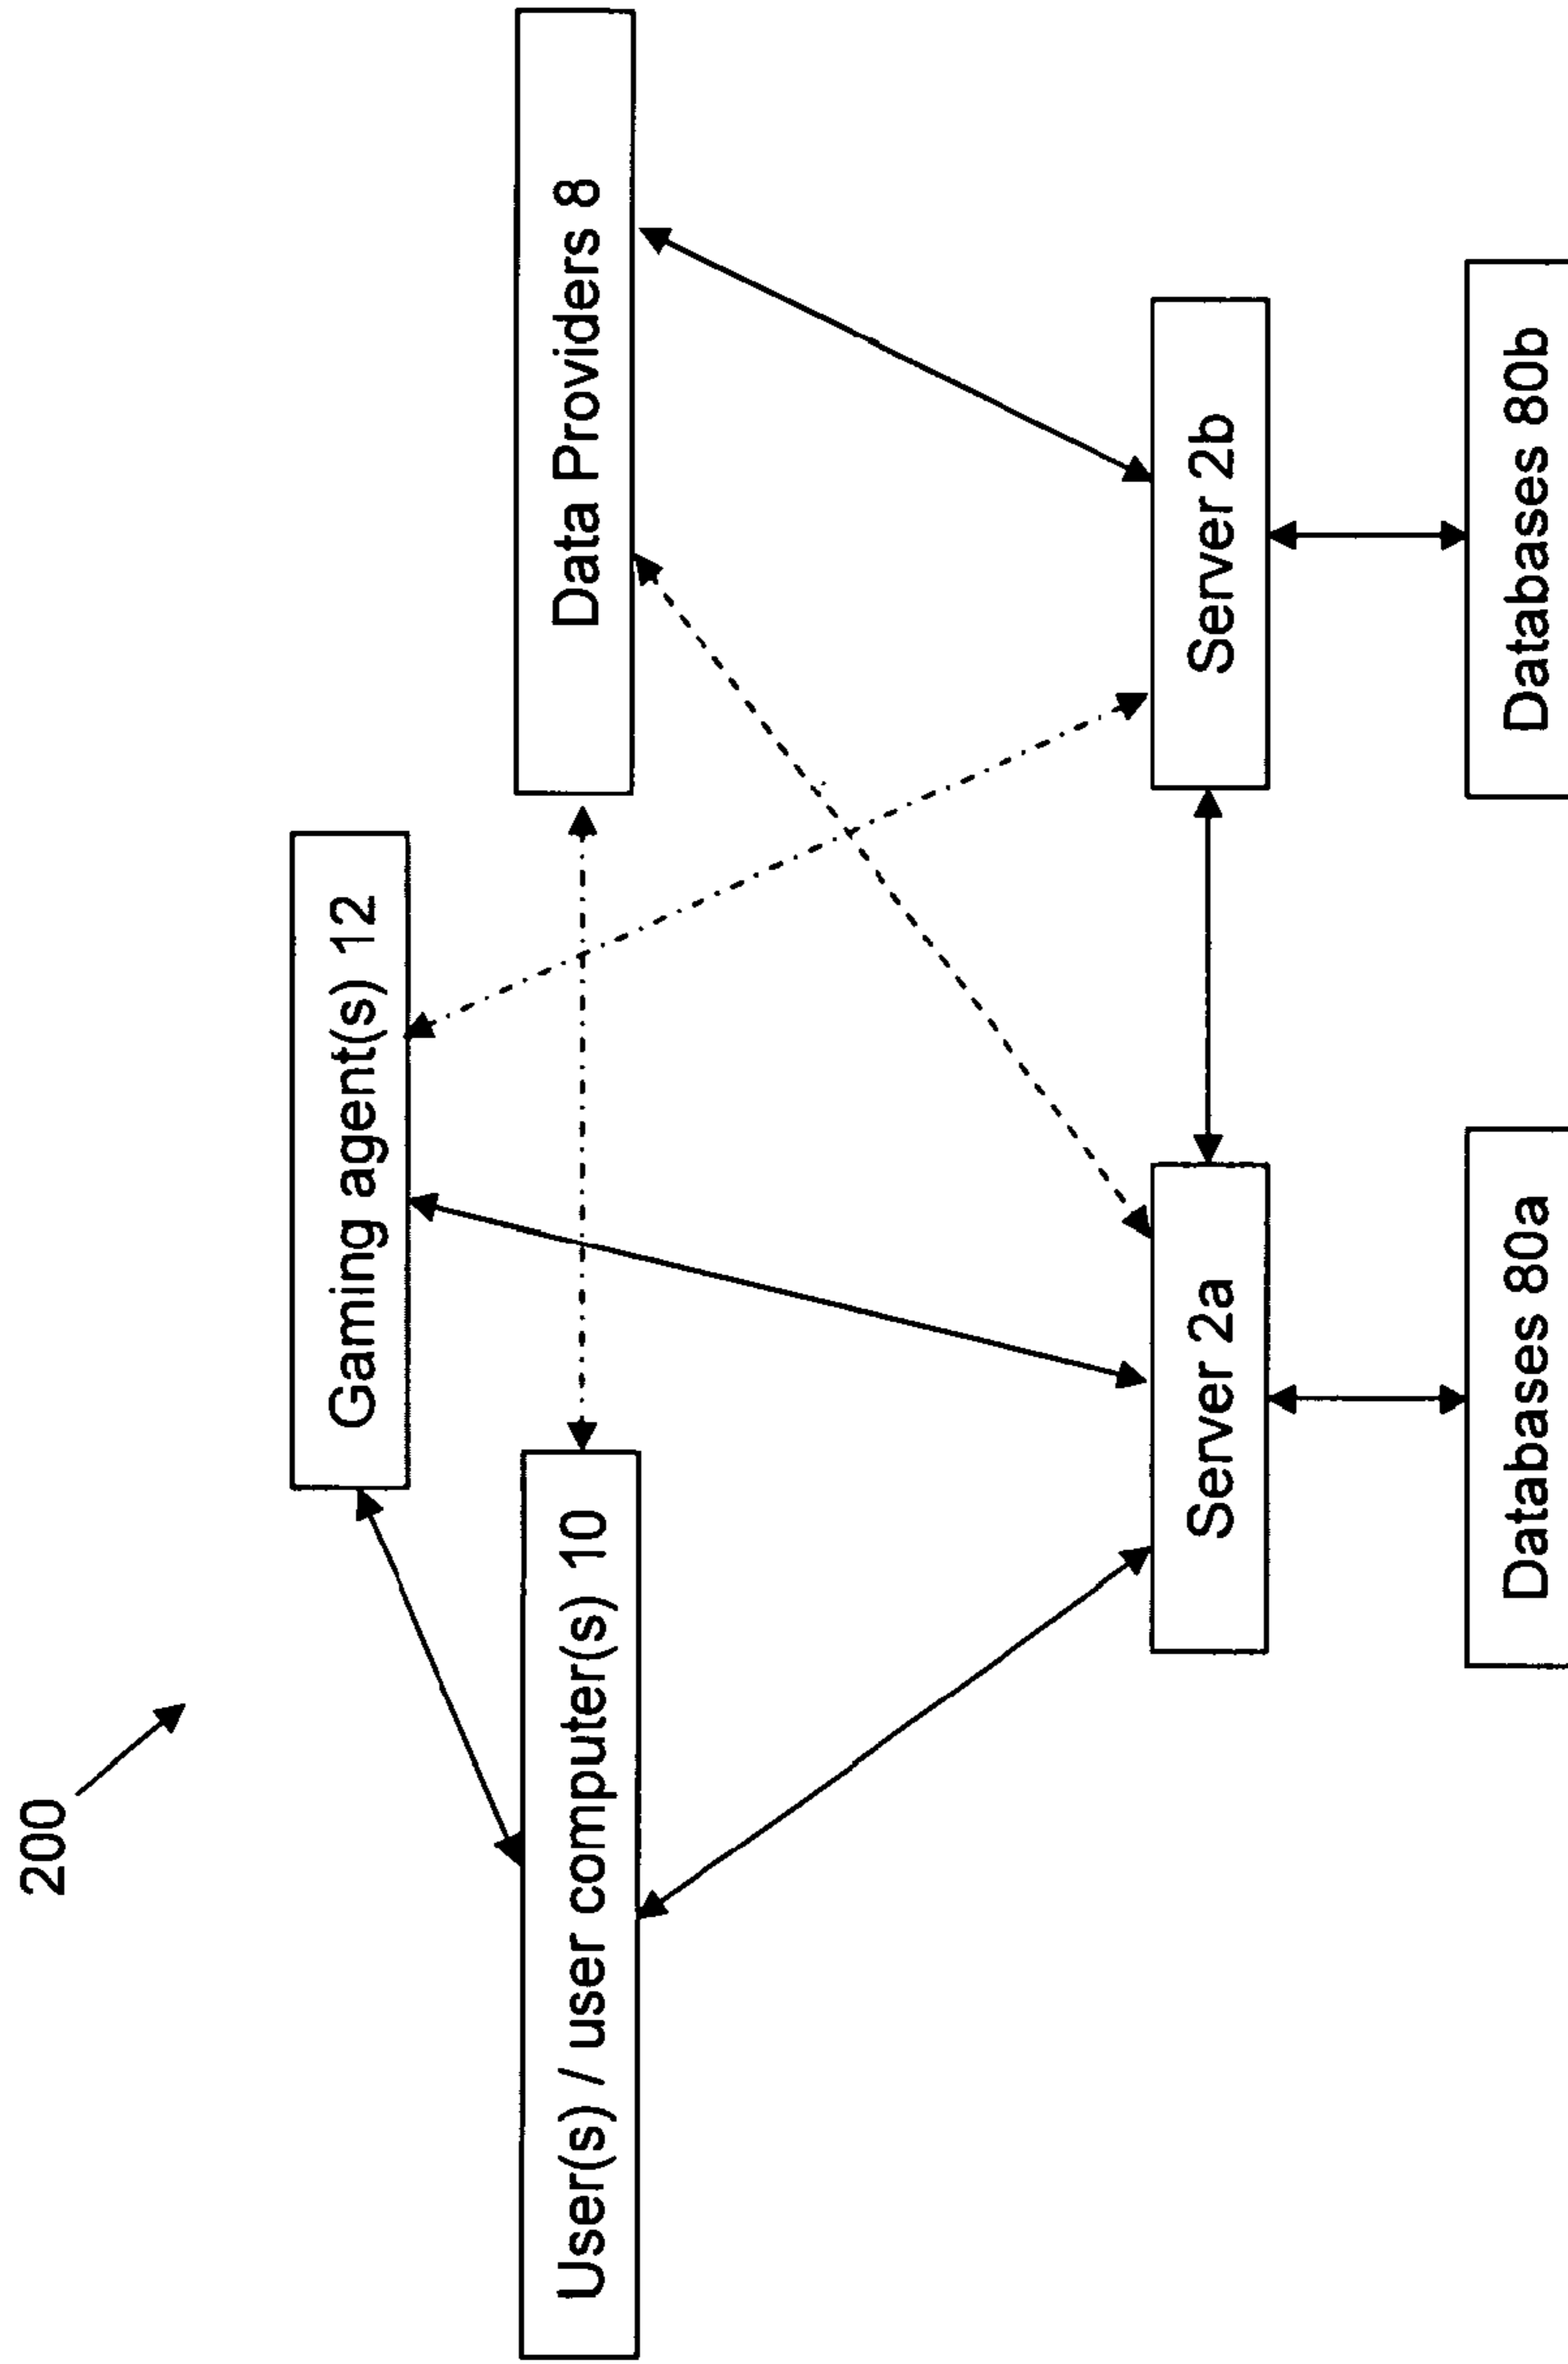 200
Gaming agent(s) 12
User(s) / user computer(s) 10
Data Providers 8
Server 2a
Server 2b
Databases 80a
Databases 80b